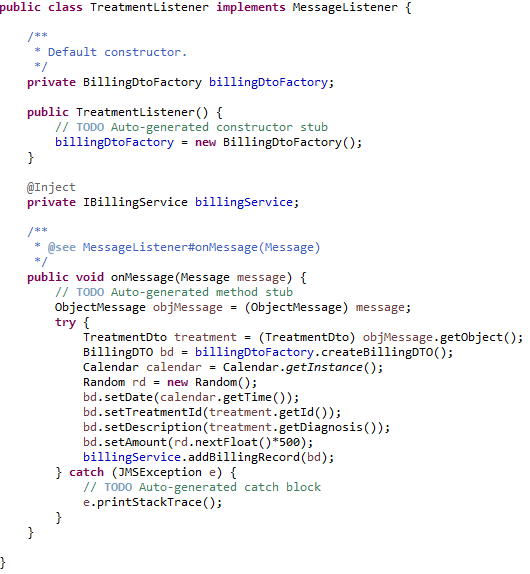 public class TreatmentListener implements MessageListener {
/**
* Default constructor.
*/
private BillingDtoFactory billingDtoFactory;
public TreatmentListener() {
// TODO Auto-generated constructor stub
billingDtoFactory = new BillingDtoFactory();
}
@Inject
private IBillingService billingService;
/**
* @see MessageListener#onMessage(Message)
*/
public void onMessage(Message message) {
// TODO Auto-generated method stub
ObjectMessage objMessage = (ObjectMessage) message;
try {
TreatmentDto treatment = (TreatmentDto) objMessage.getObject();
BillingDTO bd = billingDtoFactory.createBillingDTO();
Calendar calendar = Calendar.getInstance();
Random rd = new Random();
bd.setDate(calendar.getTime());
bd.setTreatmentId(treatment.getId());
bd.setDescription(treatment.getDiagnosis());
bd.setAmount(rd.nextFloat()*500);
billingService.addBillingRecord(bd);
} catch (JMSException e) {
// TODO Auto-generated catch block
e.printStackTrace();
}
}
}